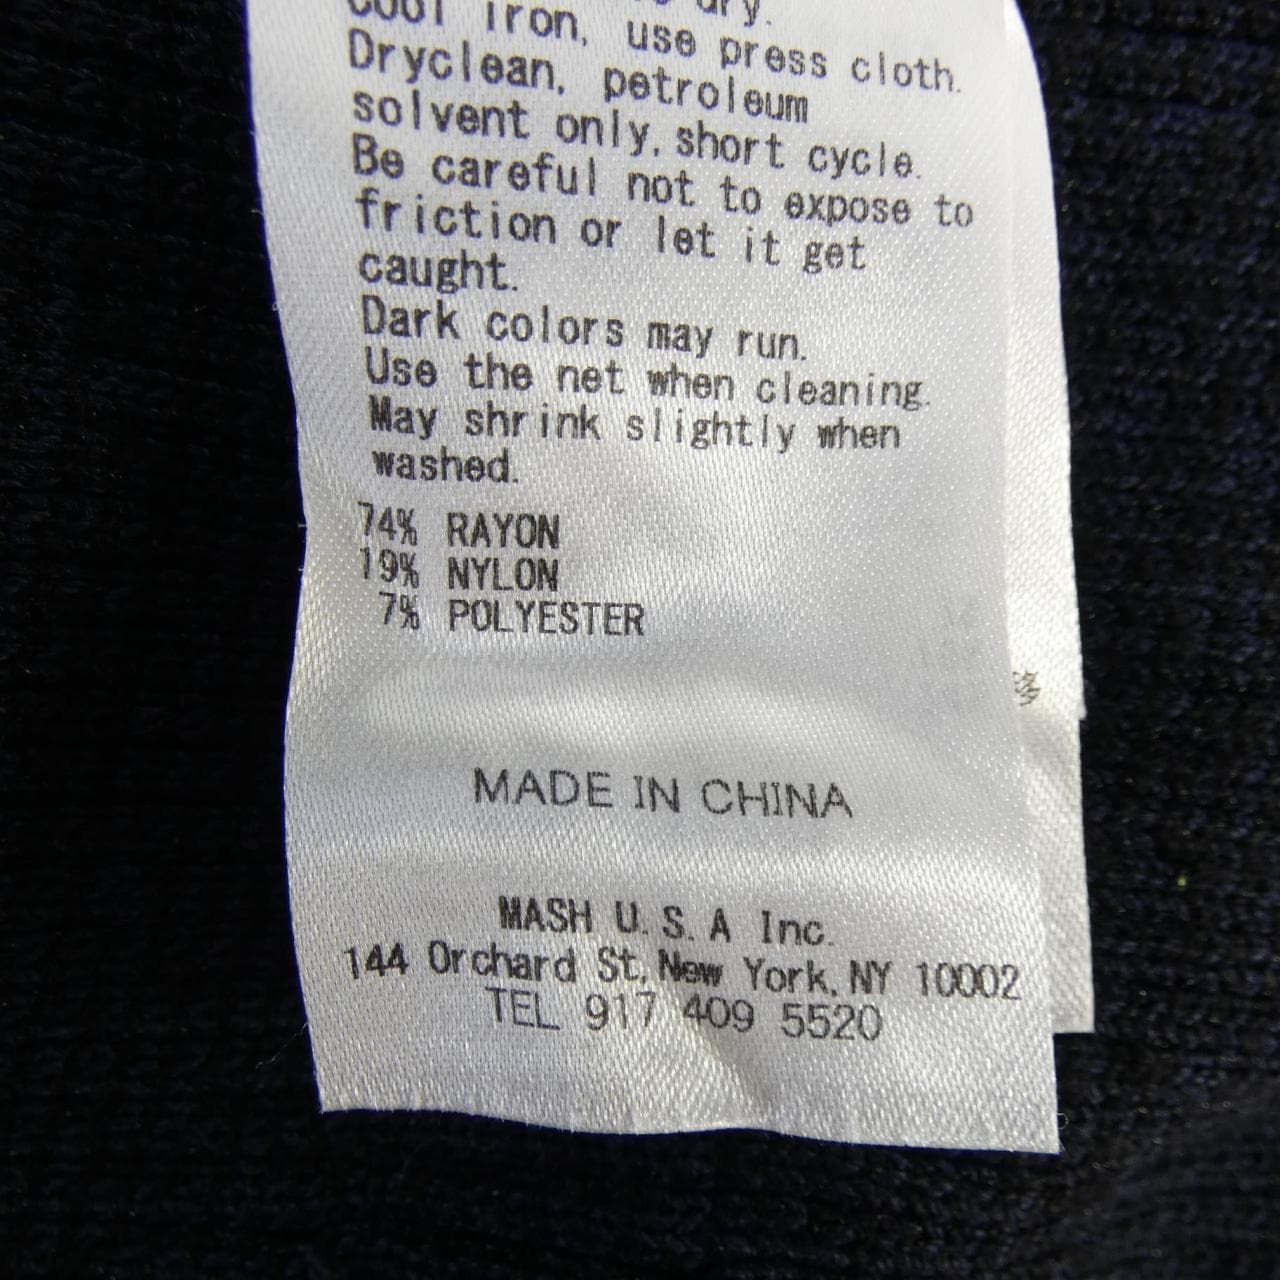 dry.
Cool iron, use press cloth.
Dryclean, petroleum
solvent only, short cycle.
Be careful not to expose to
friction or let it get
caught.
Dark colors may run.
Use the net when cleaning.
May shrink slightly when
washed.
74% RAYON
19% NYLON
7% POLYESTER
移
MADE IN CHINA
MASH U.S.A Inc.
144 Orchard St, New York, NY 10002
TEL 917 409 5520